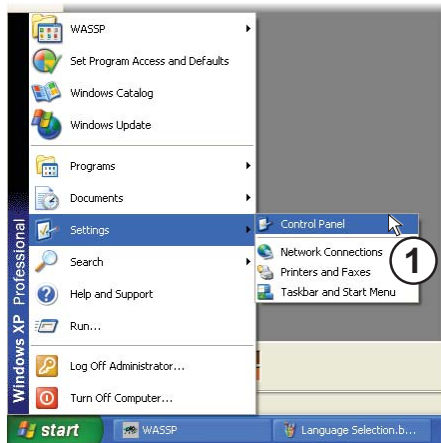 WASSP
Set Program Access and Defaults
Windows Catalog
Windows Update
Programs
Documents
Settings
Search
Help and Support
Run...
Log Off Administrator...
Turn Off Computer...
Windows XP Professional
Control Panel
Network Connections
Printers and Faxes
Taskbar and Start Menu
1
start
WASSP
Language Selection.b...